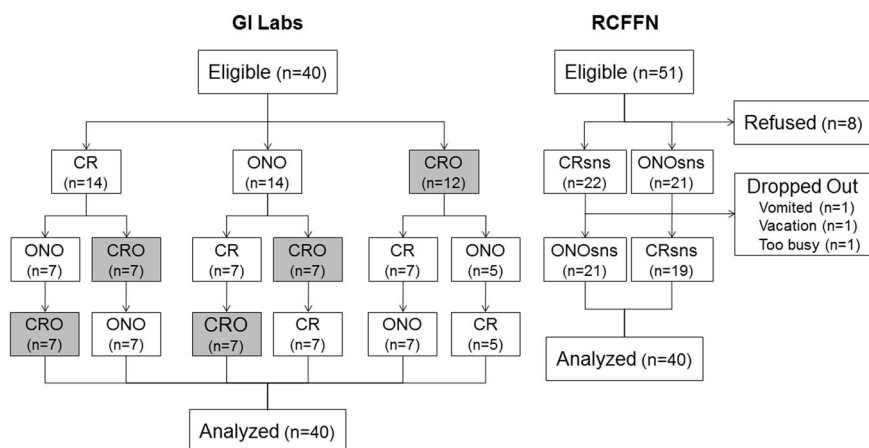 GI Labs
RCFFN
Eligible (n=40)
Eligible (n=51)
Refused (n=8)
CR
(n=14)
ONO
(n=14)
CRO
(n=12)
CRsns
(n=22)
ONOsns
(n=21)
Dropped Out
Vomited (n=1)
Vacation (n=1)
Too busy (n=1)
ONO
(n=7)
CRO
(n=7)
CR
(n=7)
CRO
(n=7)
CR
(n=7)
ONO
(n=5)
ONOsns
(n=21)
CRsns
(n=19)
CRO
(n=7)
ONO
(n=7)
CRO
(n=7)
CR
(n=7)
ONO
(n=7)
CR
(n=5)
Analyzed (n=40)
Analyzed (n=40)